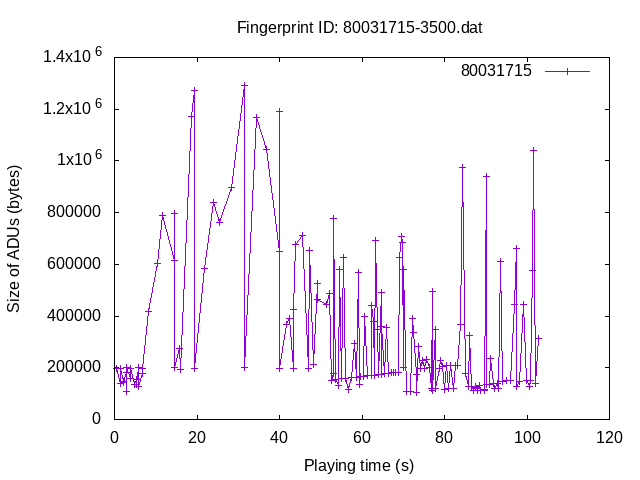 Fingerprint ID: 80031715-3500.dat
1.4x10^6
80031715
1.2x10^6
1x10^6
800000
600000
400000
200000
0
Size of ADUs (bytes)
0 20 40 60 80 100 120
Playing time (s)